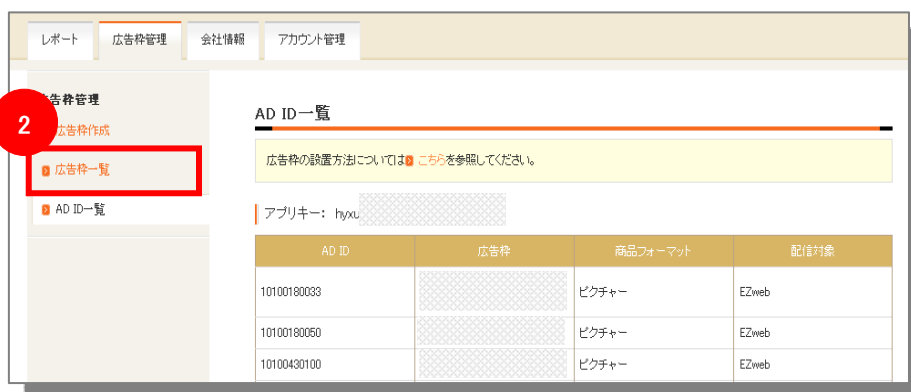 レポート 広告枠管理 会社情報 アカウント管理
告枠管理
2
広告枠作成
広告枠一覧
AD ID一覧
AD ID一覧
広告枠の設置方法については こちらを参照してください。
アプリキー: hyxu
AD ID 広告枠 商品フォーマット 配信対象
10100180033 ピクチャー EZweb
10100180050 ピクチャー EZweb
10100430100 ピクチャー EZweb